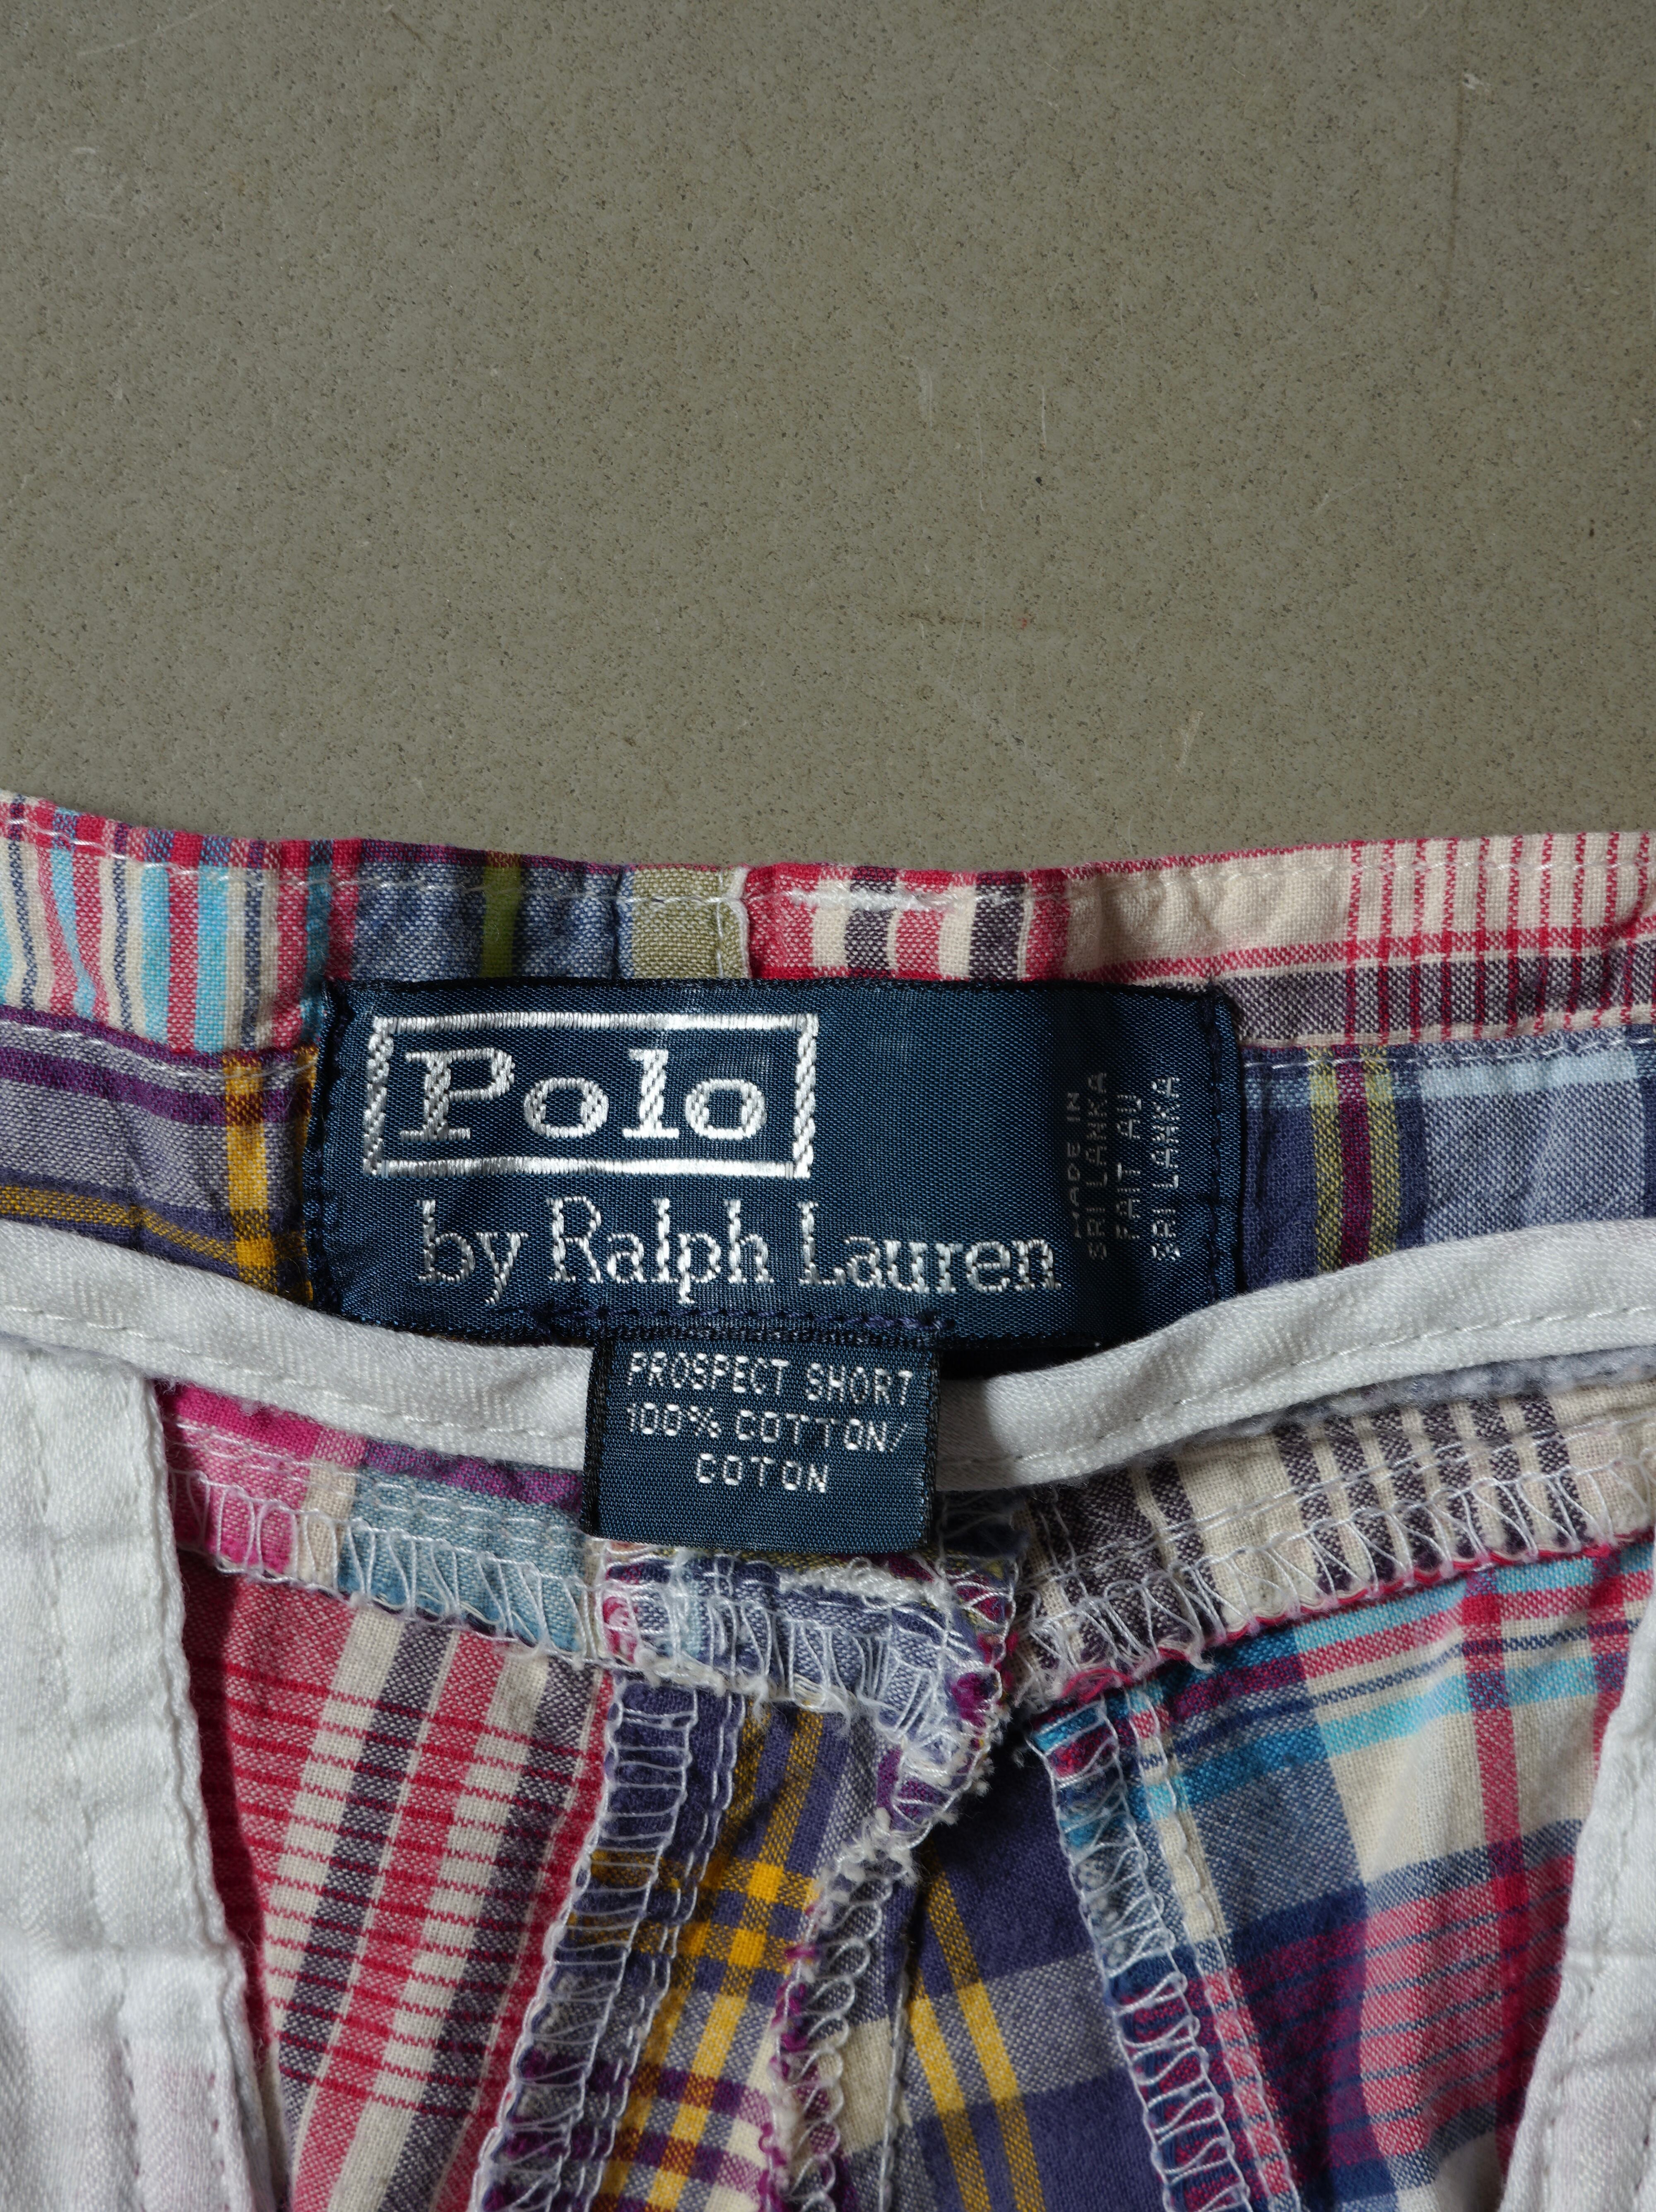 Polo
by Ralph Lauren
MADE IN
SRI LANKA
FAIT AU
SRI LANKA
PROSPECT SHORT
100% COTTON/
COTON